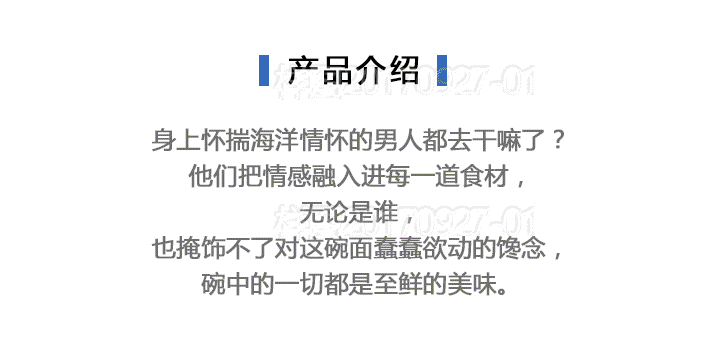 产品介绍
身上怀揣海洋情怀的男人都去干嘛了？
他们把情感融入进每一道食材，
无论是谁，
也掩饰不了对这碗面蠢蠢欲动的馋念，
碗中的一切都是至鲜的美味。